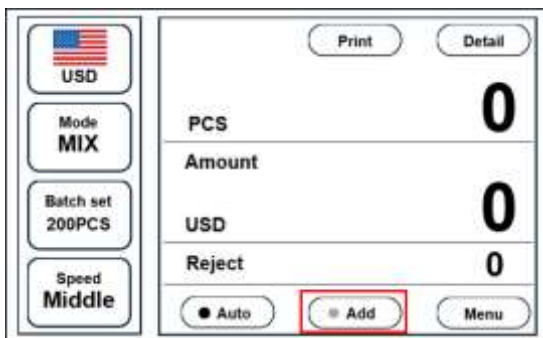 USD
Mode
MIX
Batch set
200PCS
Speed
Middle
Print
Detail
PCS
0
Amount
USD
0
Reject
0
Auto
Add
Menu